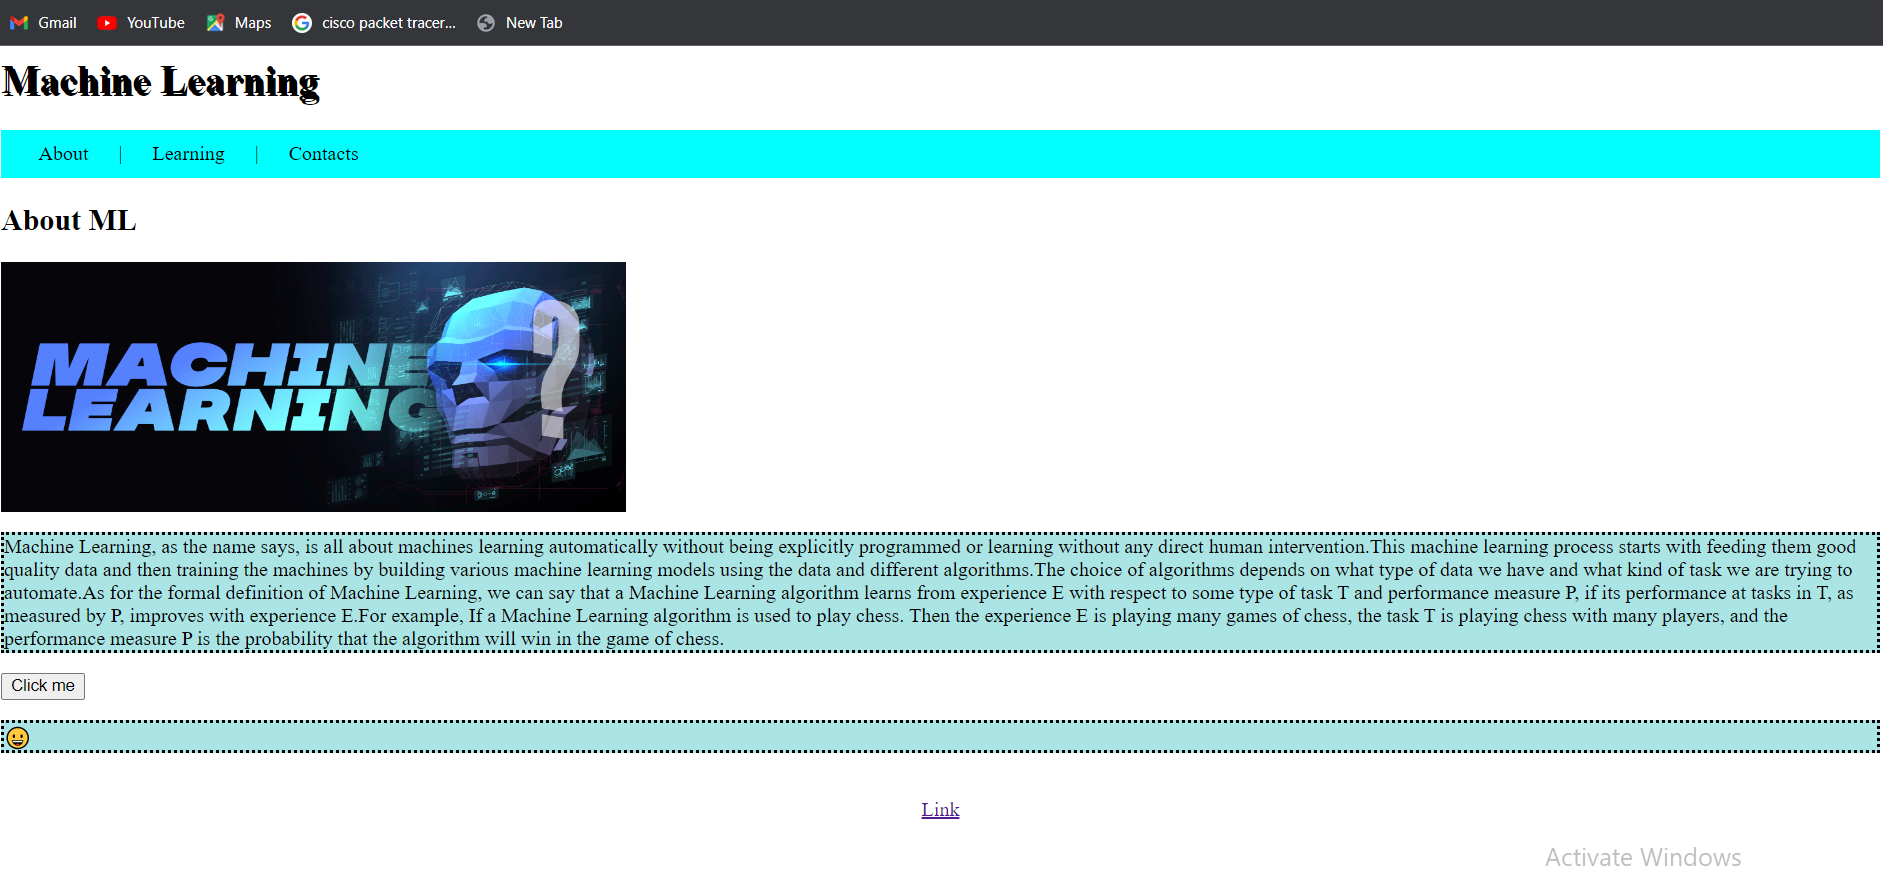 Gmail YouTube Maps cisco packet tracer... New Tab
Machine Learning
About | Learning | Contacts
About ML
MACHINE
LEARNING
?
Machine Learning, as the name says, is all about machines learning automatically without being explicitly programmed or learning without any direct human intervention.This machine learning process starts with feeding them good
quality data and then training the machines by building various machine learning models using the data and different algorithms.The choice of algorithms depends on what type of data we have and what kind of task we are trying to
automate.As for the formal definition of Machine Learning, we can say that a Machine Learning algorithm learns from experience E with respect to some type of task T and performance measure P, if its performance at tasks in T, as
measured by P, improves with experience E.For example, If a Machine Learning algorithm is used to play chess. Then the experience E is playing many games of chess, the task T is playing chess with many players, and the
performance measure P is the probability that the algorithm will win in the game of chess.
Click me
😀
Link
Activate Windows